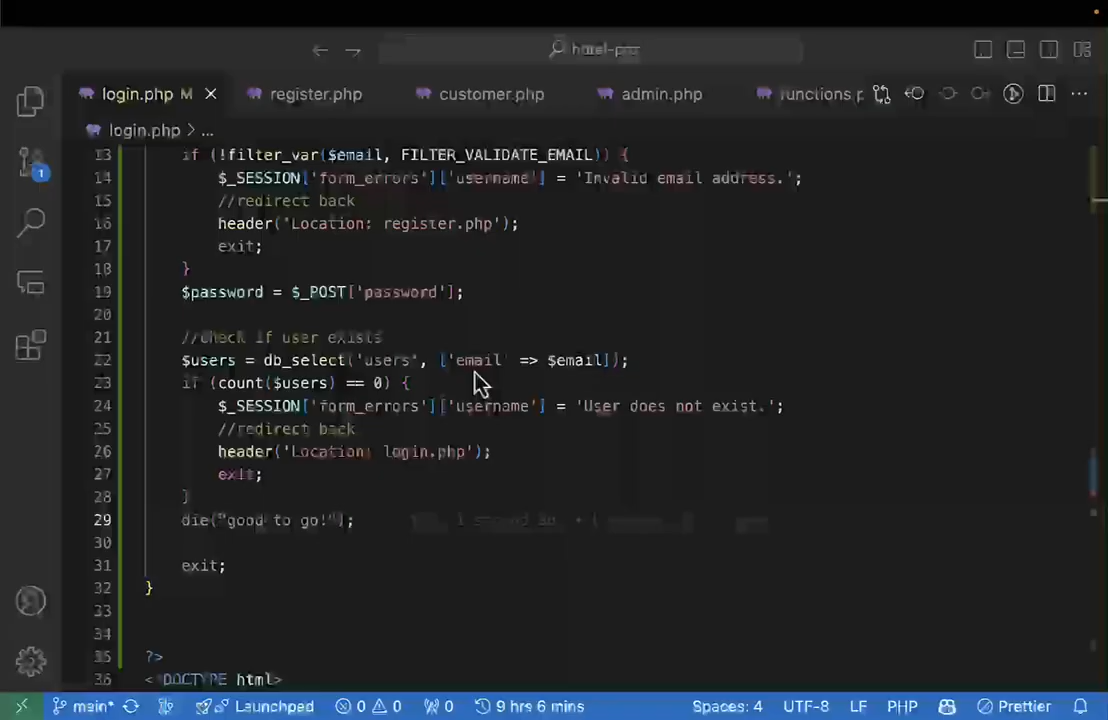 hotel-pro
login.php M
register.php
customer.php
admin.php
functions.p
login.php > ...
13 if (!filter_var($email, FILTER_VALIDATE_EMAIL)) {
14 $_SESSION['form_errors']['username'] = 'Invalid email address.';
15 //redirect back
16 header('Location: register.php');
17 exit;
18 }
19 $password = $_POST['password'];
20
21 //check if user exists
22 $users = db_select('users', ['email' => $email]);
23 if (count($users) == 0) {
24 $_SESSION['form_errors']['username'] = 'User does not exist.';
25 //redirect back
26 header('Location: login.php');
27 exit;
28 }
29 die("good to go!");
30
31 exit;
32 }
33
34
35 ?>
36 <!DOCTYPE html>
1
main*
Launchpad
0
0
0
9 hrs 6 mins
Spaces: 4
UTF-8
LF
PHP
Prettier